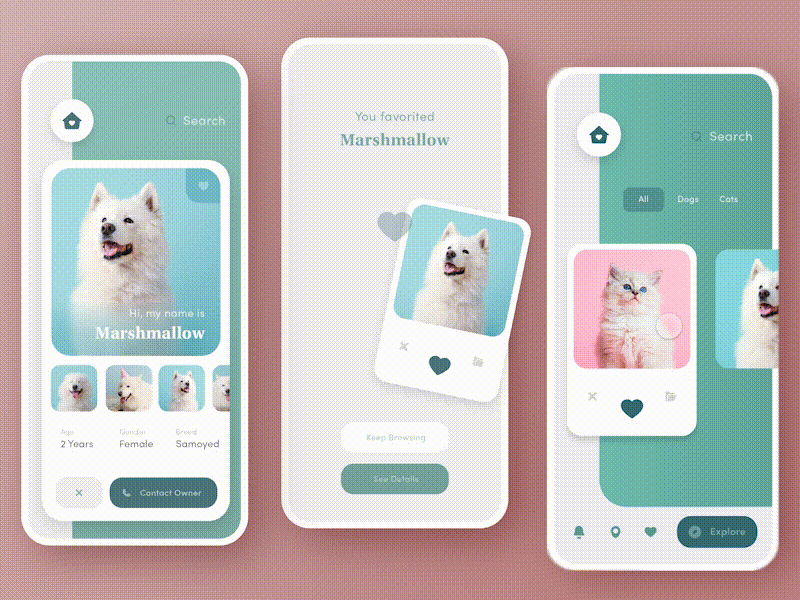 Search
Hi, my name is
Marshmallow
Age
Gender
Breed
2 Years
Female
Samoyed
Contact Owner
You favorited
Marshmallow
Keep Browsing
See Details
Search
All
Dogs
Cats
Explore